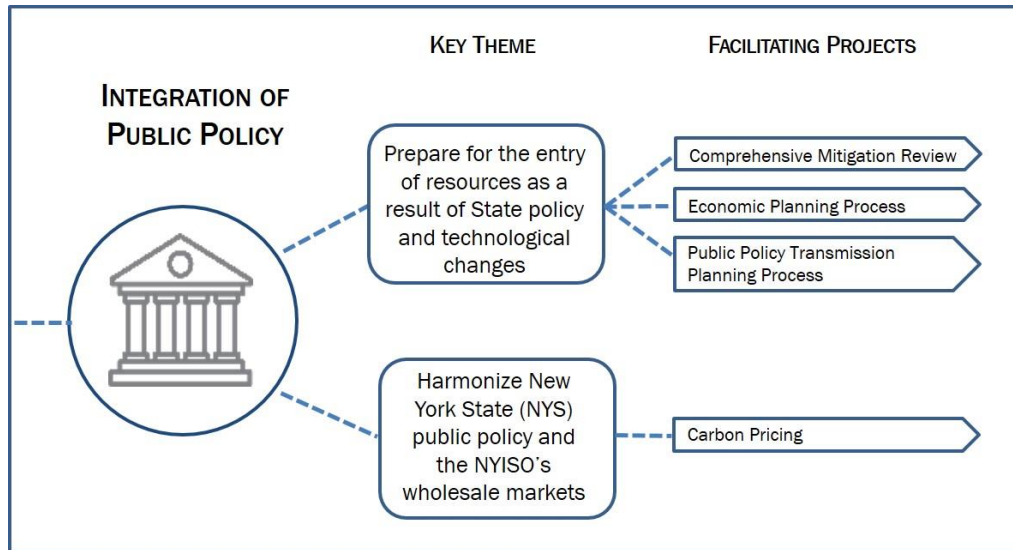 KEY THEME
FACILITATING PROJECTS
INTEGRATION OF
PUBLIC POLICY
Prepare for the entry
of resources as a
result of State policy
and technological
changes
Comprehensive Mitigation Review
Economic Planning Process
Public Policy Transmission
Planning Process
Harmonize New
York State (NYS)
public policy and
the NYISO’s
wholesale markets
Carbon Pricing